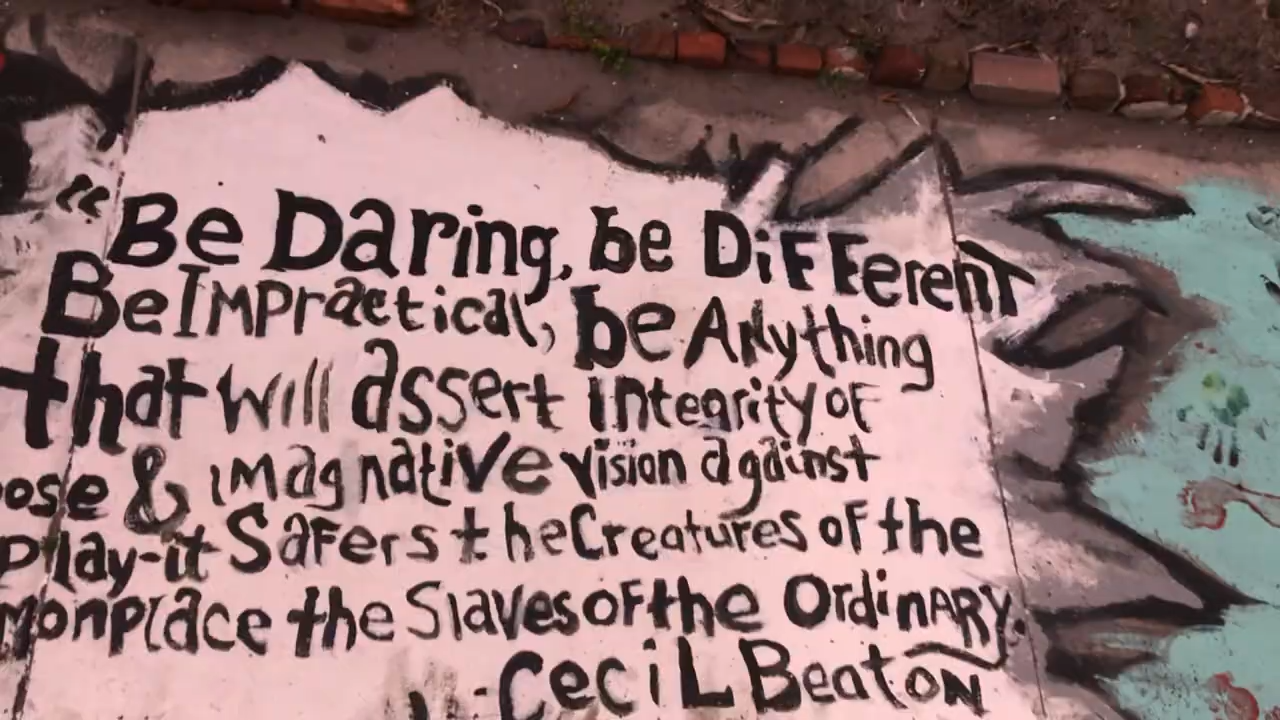 “Be Daring, be Different
Be Impractical, be Anything
that will assert integrity of
ose & imagnative vision against
Play-it Safers the Creatures of the
monplace the Slaves of the Ordinary.
- Cecil Beaton